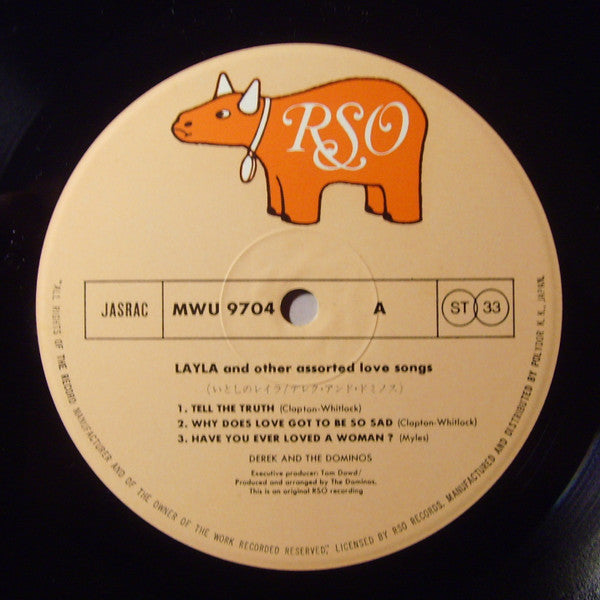 RSO
JASRAC MWU 9704 A ST 33
LAYLA and other assorted love songs
(いとしのレイラ/デレク・アンド・ドミノス)
1. TELL THE TRUTH (Clapton-Whitlock)
2. WHY DOES LOVE GOT TO BE SO SAD (Clapton-Whitlock)
3. HAVE YOU EVER LOVED A WOMAN ? (Myles)
DEREK AND THE DOMINOS
Executive producer: Tom Dowd/
Produced and arranged by The Dominos,
This is an original RSO recording
"ALL RIGHTS OF THE RECORD MANUFACTURER AND OF THE OWNER OF THE WORK RECORDED RESERVED," LICENSED BY RSO RECORDS, MANUFACTURED AND DISTRIBUTED BY POLYDOR K. K., JAPAN.